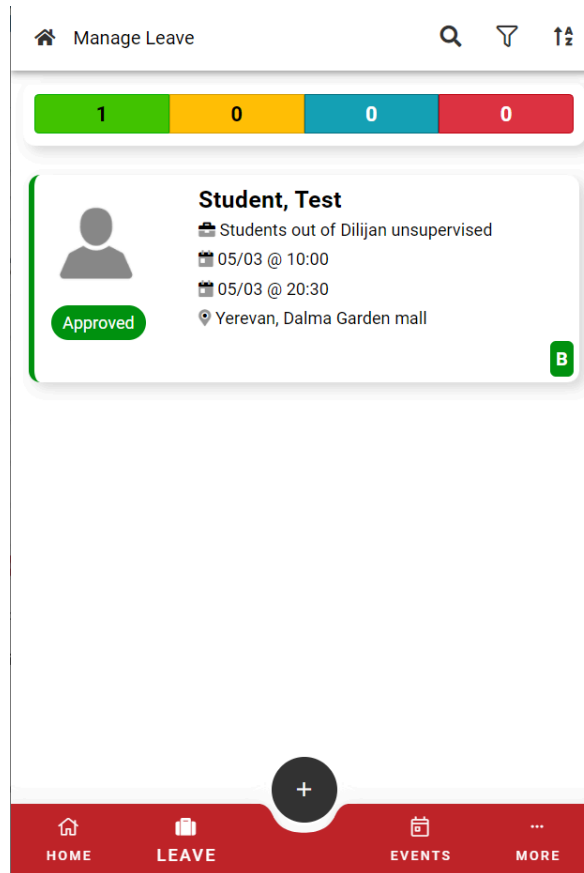 Manage Leave
1 0 0 0
Student, Test
Students out of Dilijan unsupervised
05/03 @ 10:00
05/03 @ 20:30
Approved
Yerevan, Dalma Garden mall
B
+
HOME LEAVE EVENTS MORE